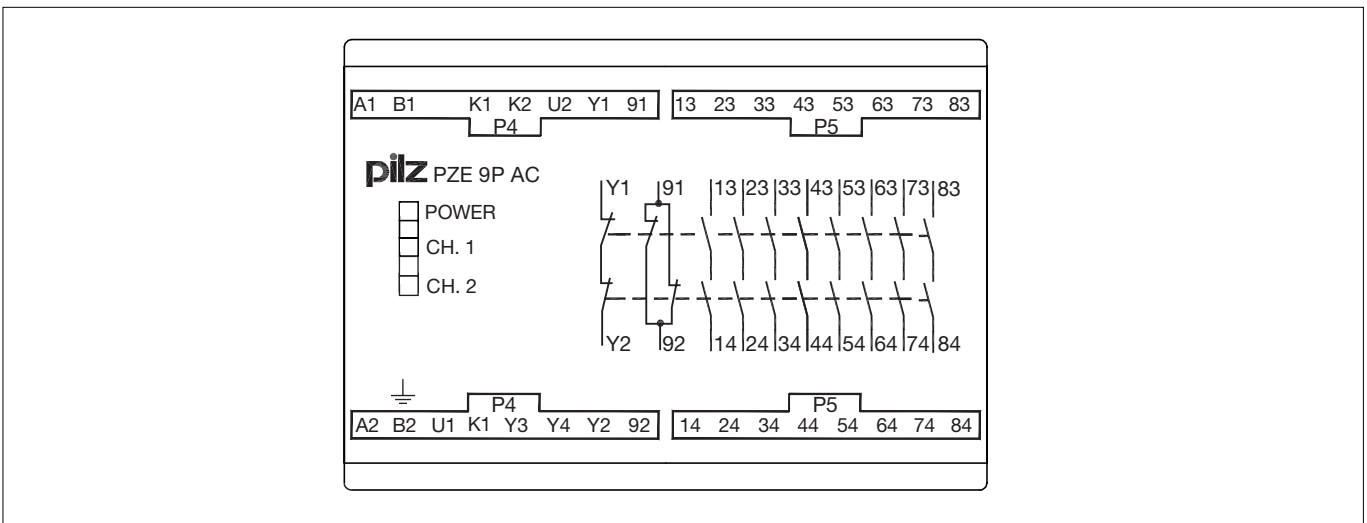 A1 B1 K1 K2 U2 Y1 91 13 23 33 43 53 63 73 83
P4 P5
pilz PZE 9P AC
Y1 91 13 23 33 43 53 63 73 83
POWER
CH. 1
CH. 2
Y2 92 14 24 34 44 54 64 74 84
P4 P5
A2 B2 U1 K1 Y3 Y4 Y2 92 14 24 34 44 54 64 74 84